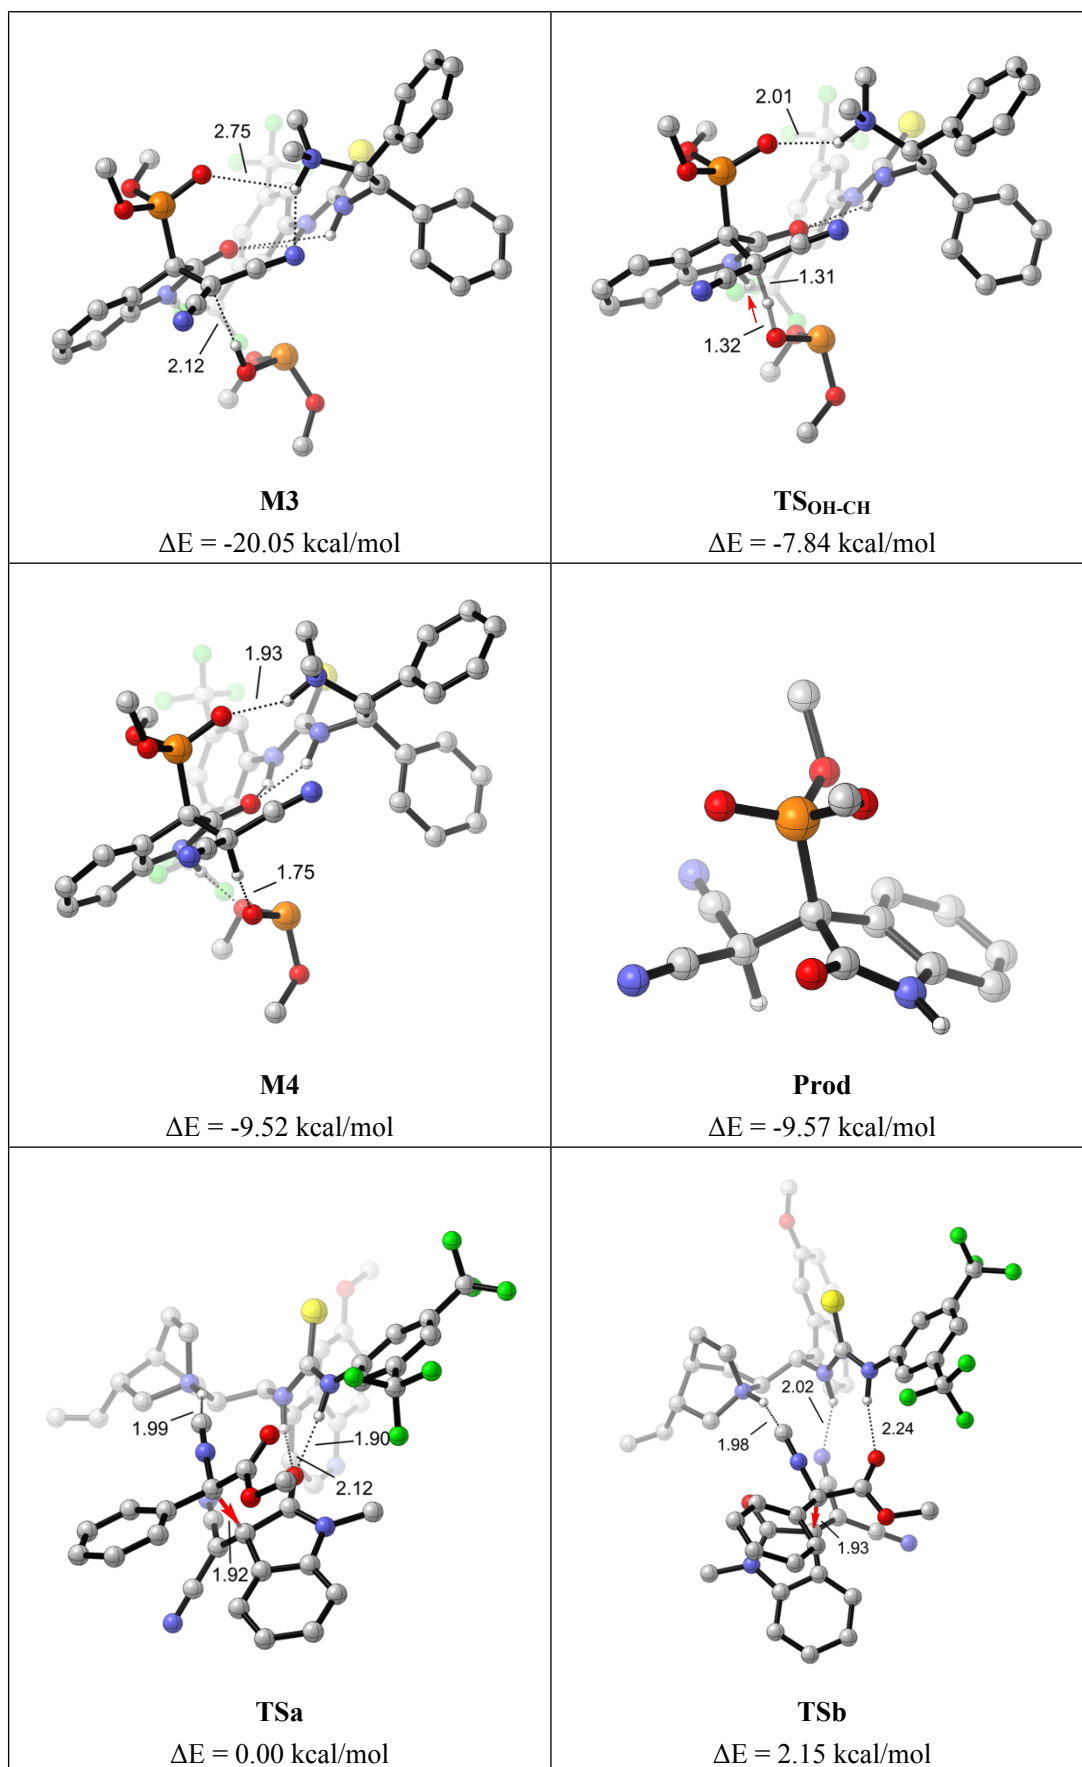 2.75
2.12
M3
ΔE = -20.05 kcal/mol
2.01
1.31
1.32
TSOH-CH
ΔE = -7.84 kcal/mol
1.93
1.75
M4
ΔE = -9.52 kcal/mol
Prod
ΔE = -9.57 kcal/mol
1.99
1.90
2.12
1.92
TSa
ΔE = 0.00 kcal/mol
2.02
1.98
2.24
1.93
TSb
ΔE = 2.15 kcal/mol